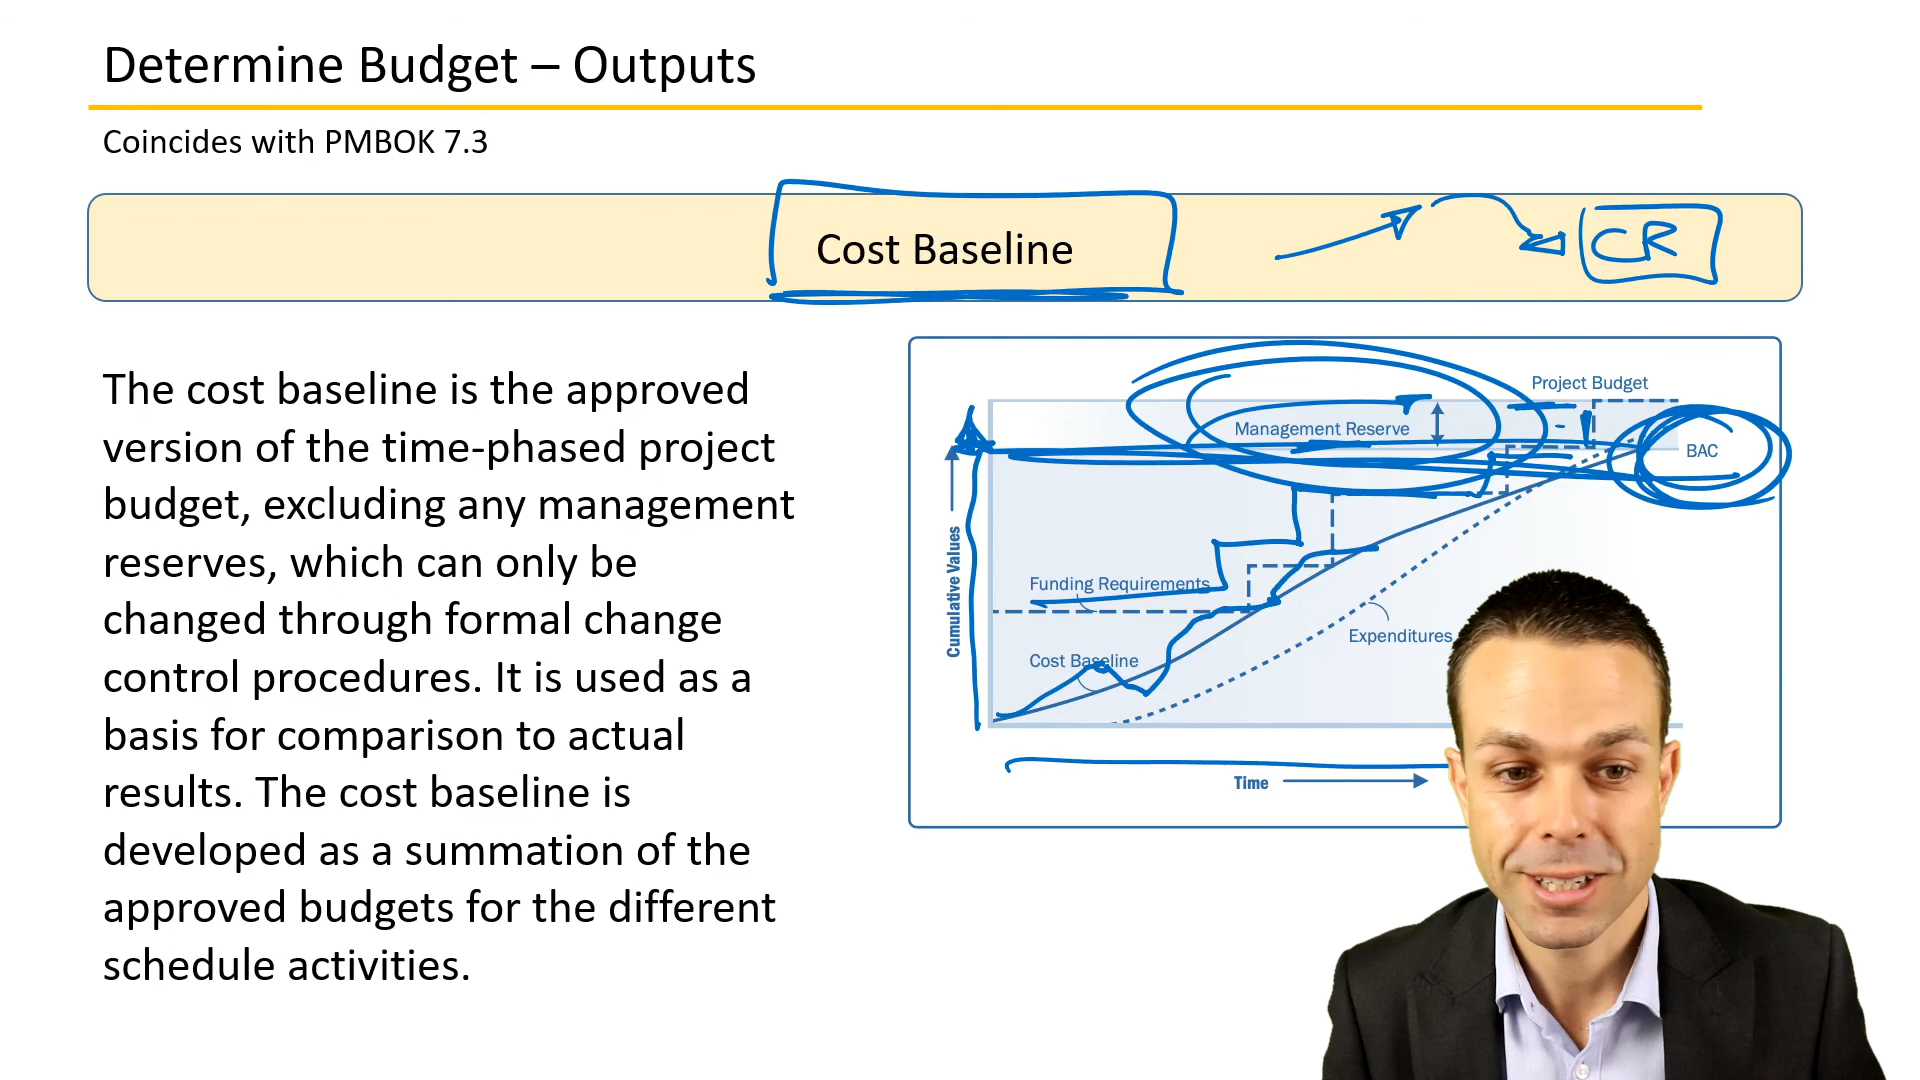 Determine Budget – Outputs
Coincides with PMBOK 7.3
Cost Baseline
CR
The cost baseline is the approved
version of the time-phased project
budget, excluding any management
reserves, which can only be
changed through formal change
control procedures. It is used as a
basis for comparison to actual
results. The cost baseline is
developed as a summation of the
approved budgets for the different
schedule activities.
Project Budget
Management Reserve
BAC
Cumulative Values
Funding Requirements
Expenditures
Cost Baseline
Time